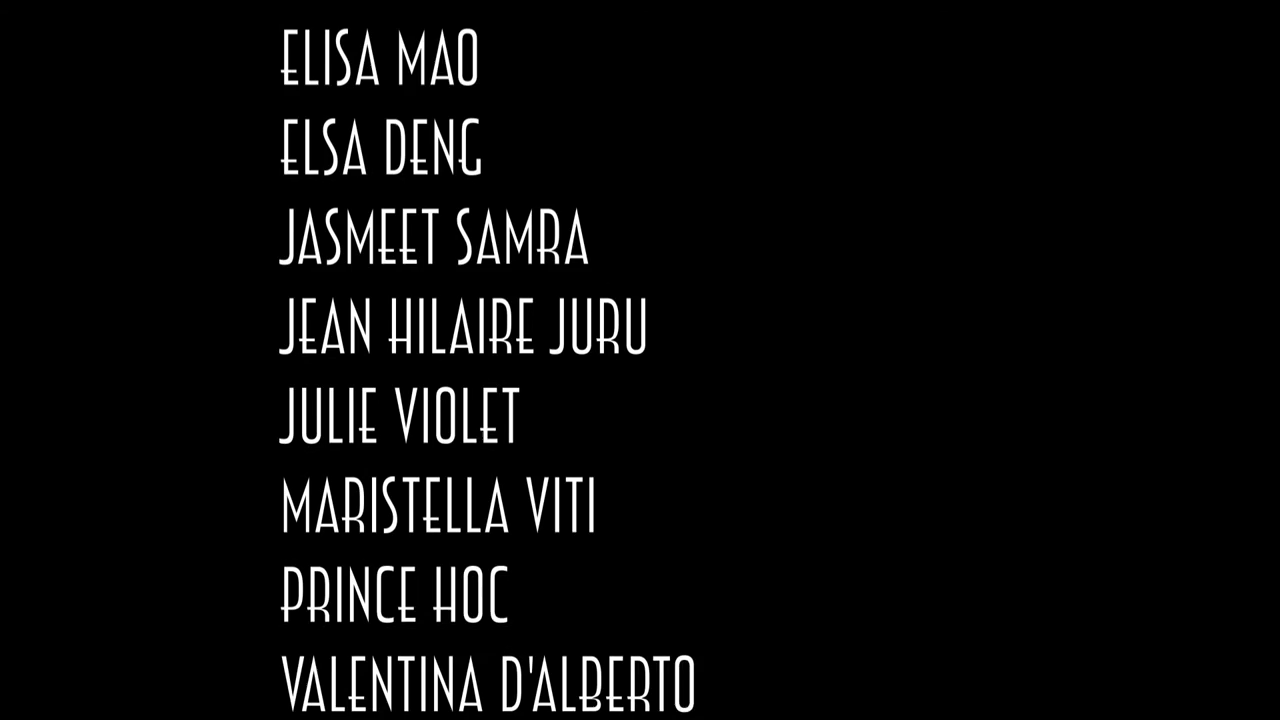 ELISA MAO
ELSA DENG
JASMEET SAMRA
JEAN HILAIRE JURU
JULIE VIOLET
MARISTELLA VITI
PRINCE HOC
VALENTINA D'ALBERTO